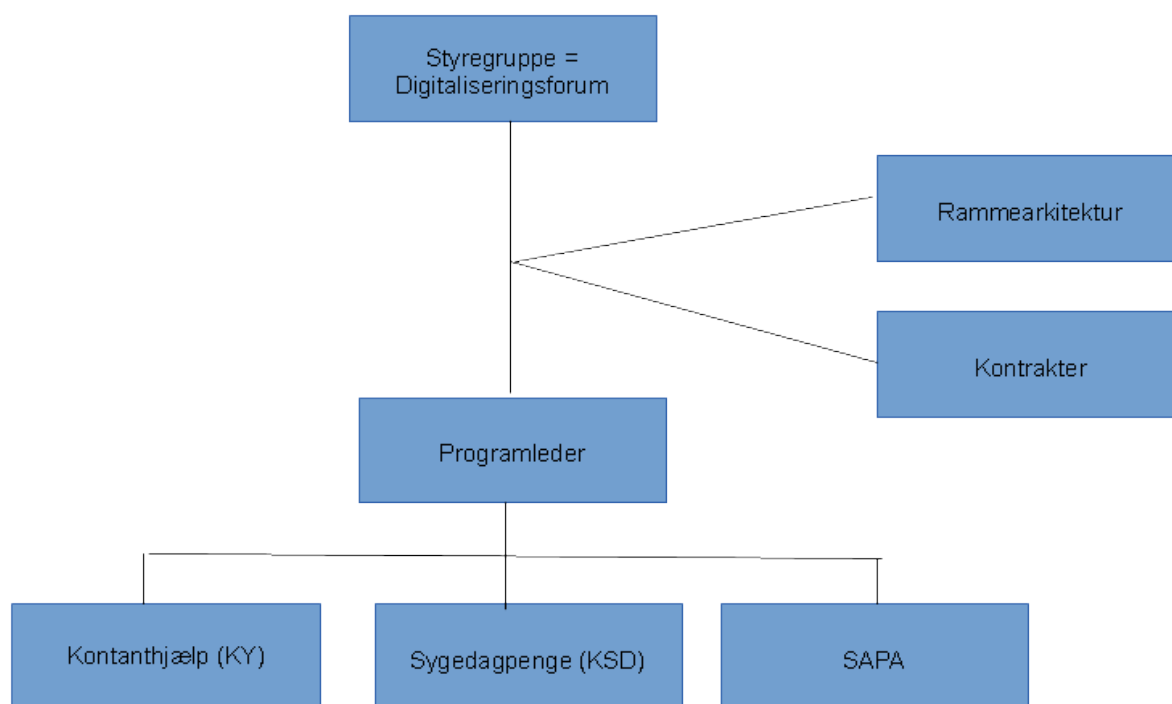 Styregruppe =
Digitaliseringsforum
Rammearkitektur
Kontrakter
Programleder
Kontanthjælp (KY)
Sygedagpenge (KSD)
SAPA